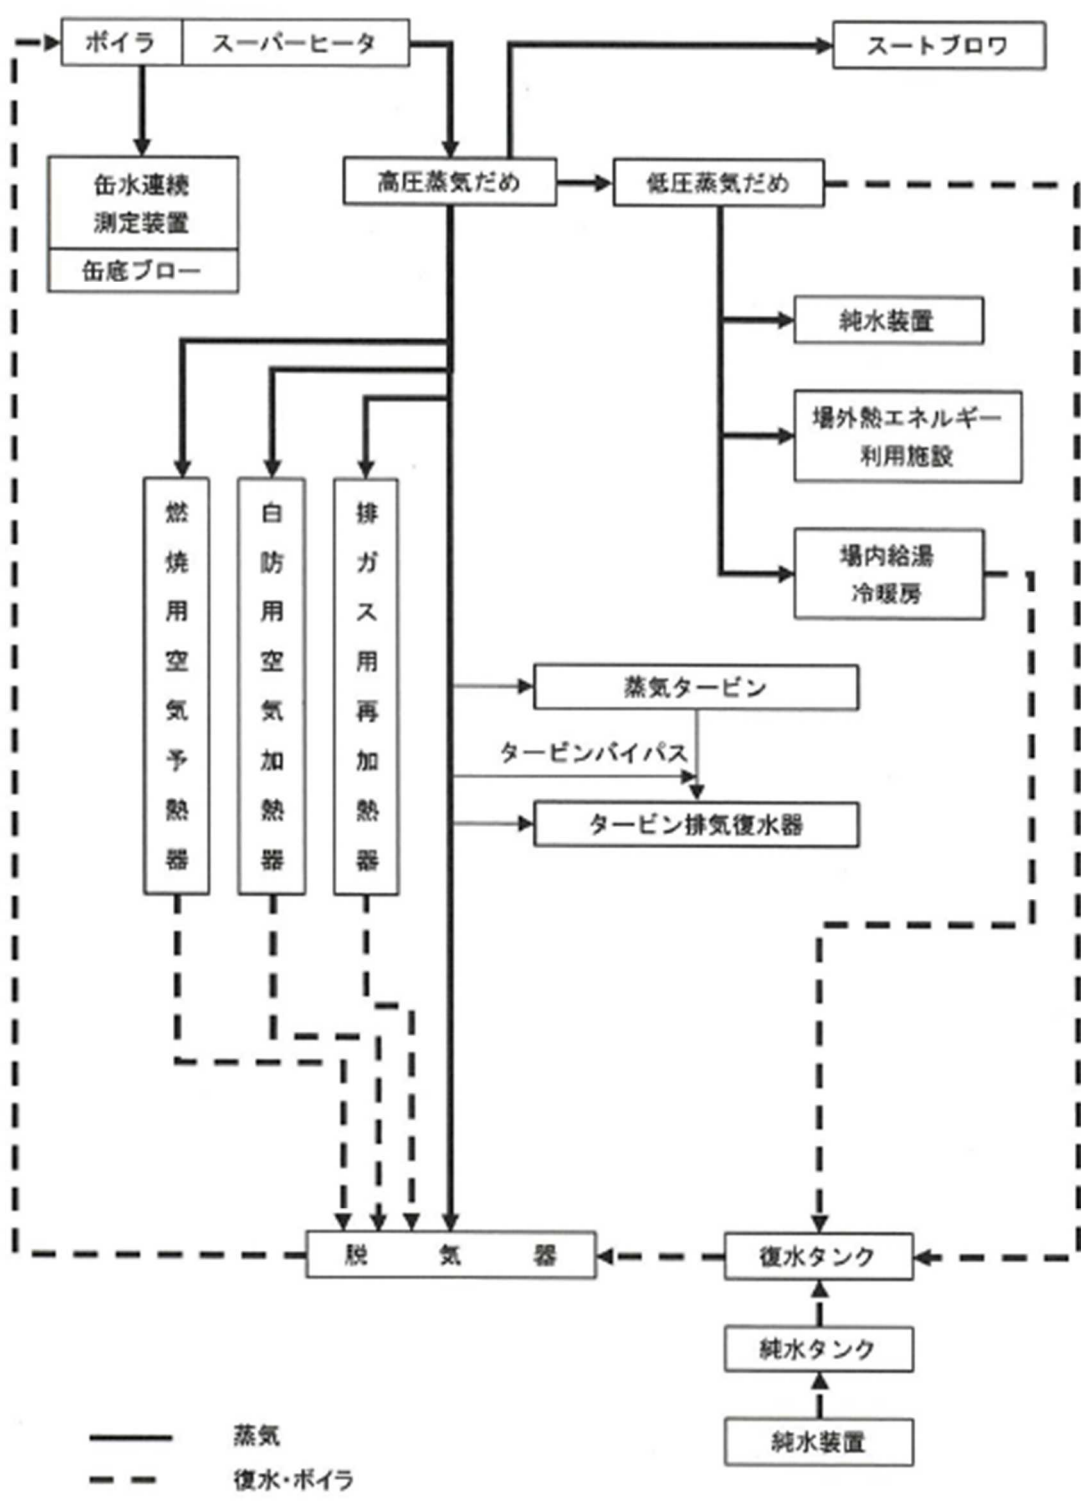 ボイラ
スーパーヒータ
スートブロワ
缶水連続
測定装置
缶底ブロー
高圧蒸気だめ
低圧蒸気だめ
純水装置
場外熱エネルギー
利用施設
場内給湯
冷暖房
燃焼用空気予熱器
白防用空気加熱器
排ガス用再加熱器
蒸気タービン
タービンバイパス
タービン排気復水器
脱気器
復水タンク
純水タンク
純水装置
蒸気
復水・ボイラ